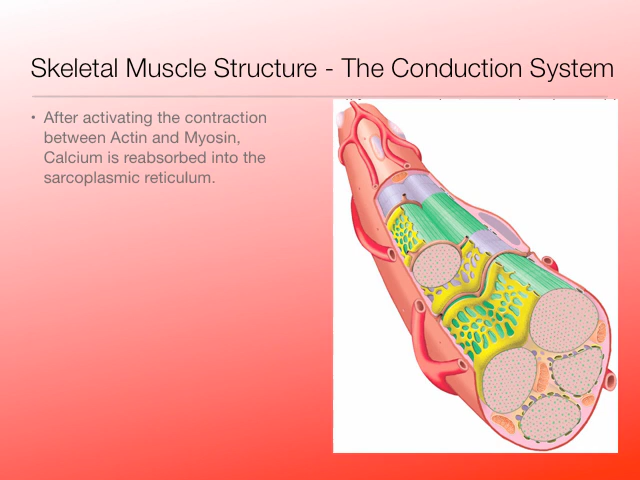 Skeletal Muscle Structure - The Conduction System
• After activating the contraction
between Actin and Myosin,
Calcium is reabsorbed into the
sarcoplasmic reticulum.